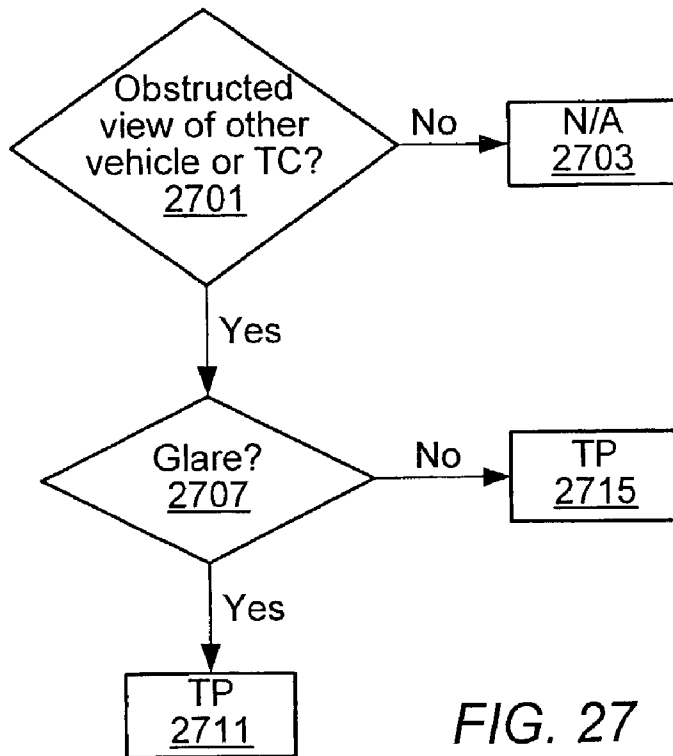 Obstructed
view of other
vehicle or TC?
2701
No
N/A
2703
Yes
Glare?
2707
No
TP
2715
Yes
TP
2711
FIG. 27